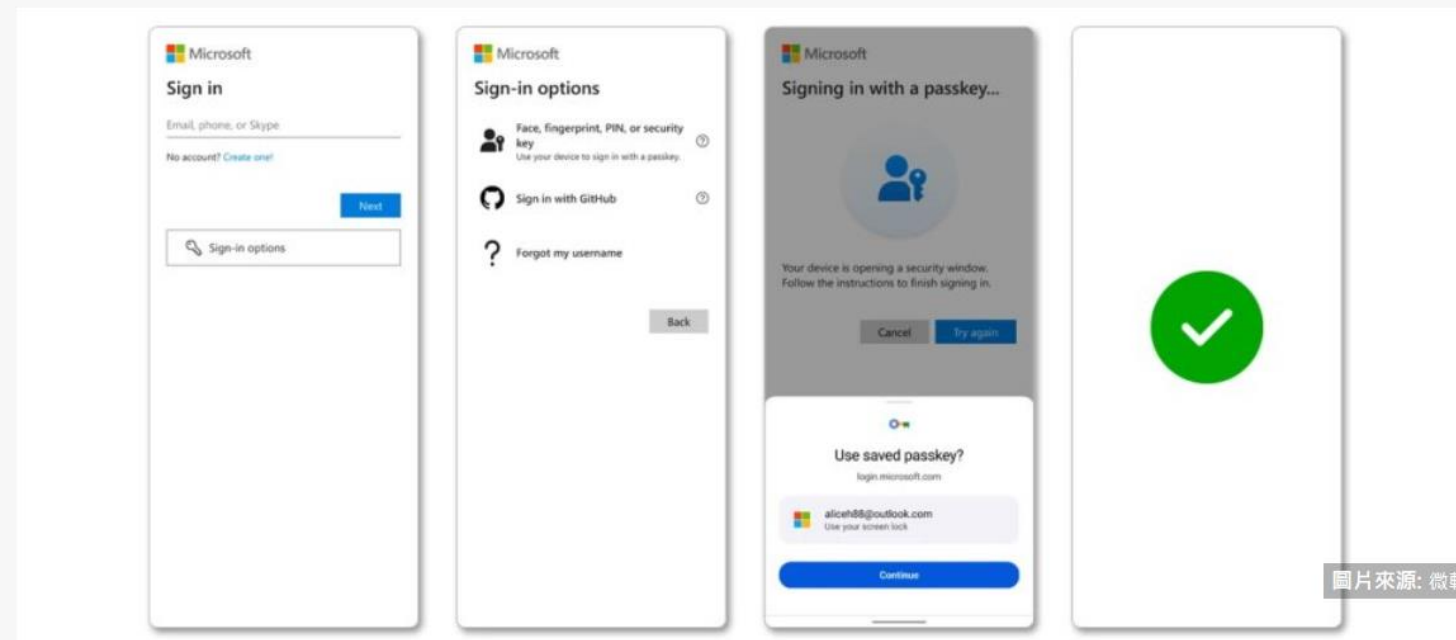 Microsoft
Sign in
Email, phone, or Skype
No account? Create one!
Next
Sign-in options
Microsoft
Sign-in options
Face, fingerprint, PIN, or security
key
Use your device to sign in with a passkey.
Sign in with GitHub
Forgot my username
Back
Microsoft
Signing in with a passkey...
Your device is opening a security window.
Follow the instructions to finish signing in.
Cancel
Try again
Use saved passkey?
login.microsoft.com
aliceh88@outlook.com
Use your screen lock
Continue
圖片來源: 微